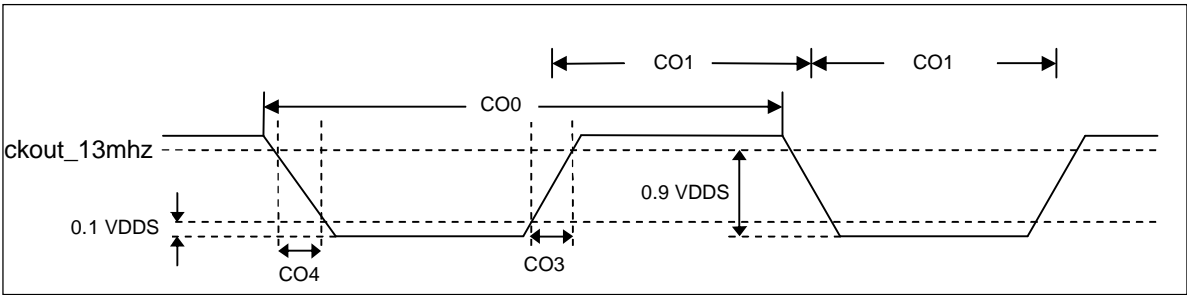 CO1 CO1
CO0
ckout_13mhz
0.9 VDDS
0.1 VDDS
CO4 CO3